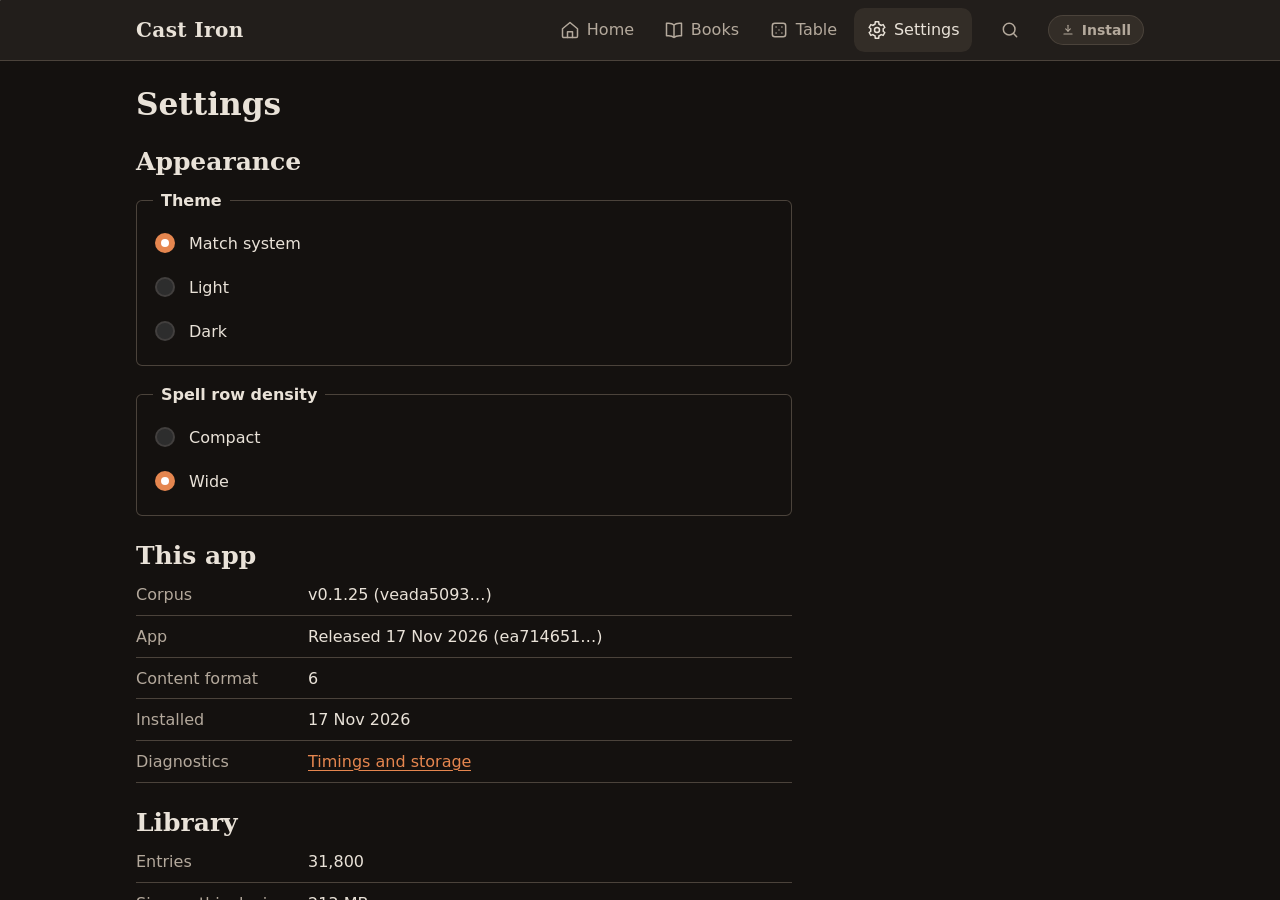 Cast Iron
Home
Books
Table
Settings
Install
Settings
Appearance
Theme
Match system
Light
Dark
Spell row density
Compact
Wide
This app
Corpus v0.1.25 (veada5093…)
App Released 17 Nov 2026 (ea714651…)
Content format 6
Installed 17 Nov 2026
Diagnostics Timings and storage
Library
Entries 31,800